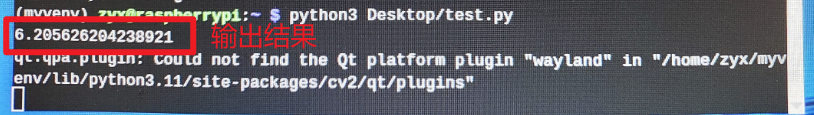 (myvenv) zyx@raspberrypi:~ $ python3 Desktop/test.py
6.205626204238921 输出结果
qt.qpa.plugin: Could not find the Qt platform plugin "wayland" in "/home/zyx/myv
env/lib/python3.11/site-packages/cv2/qt/plugins"